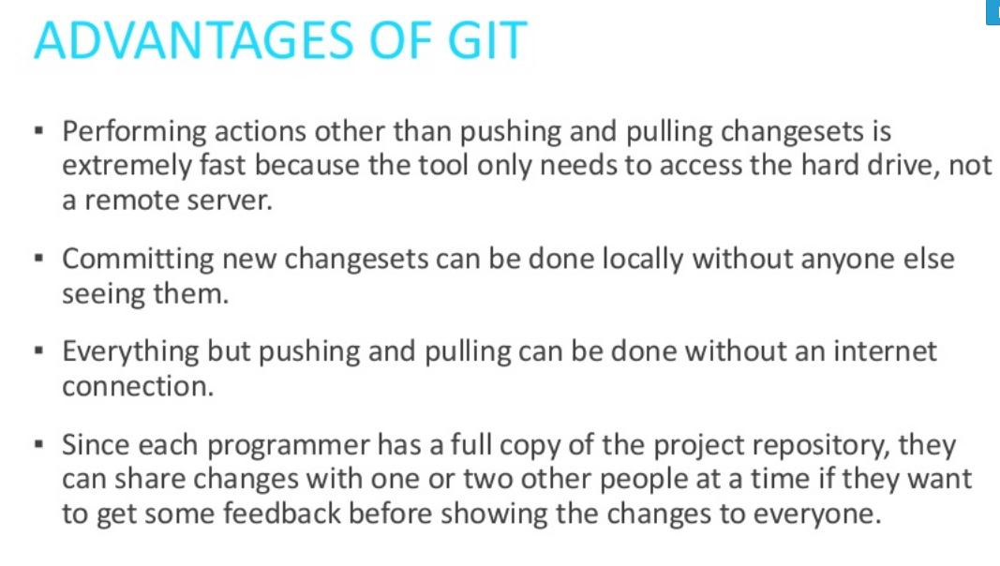 ADVANTAGES OF GIT
▪ Performing actions other than pushing and pulling changesets is
extremely fast because the tool only needs to access the hard drive, not
a remote server.
▪ Committing new changesets can be done locally without anyone else
seeing them.
▪ Everything but pushing and pulling can be done without an internet
connection.
▪ Since each programmer has a full copy of the project repository, they
can share changes with one or two other people at a time if they want
to get some feedback before showing the changes to everyone.